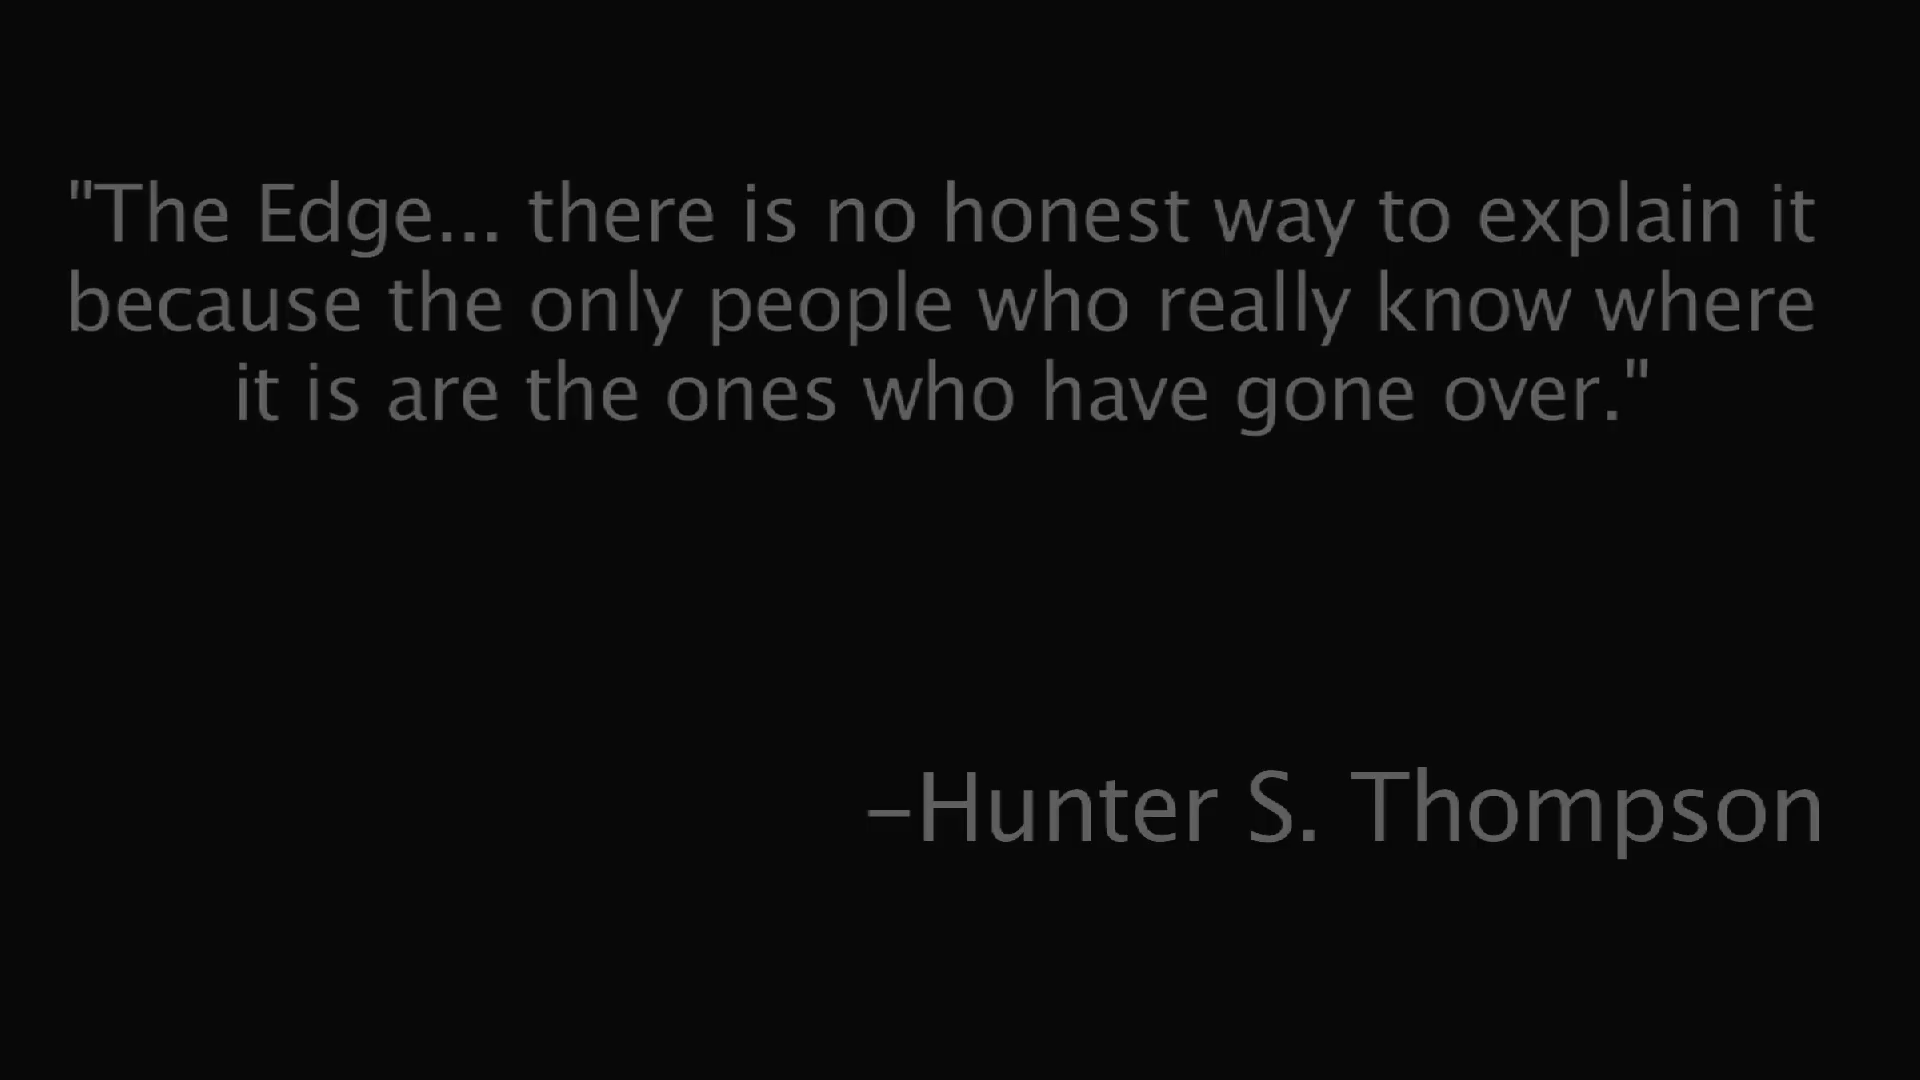 "The Edge... there is no honest way to explain it
because the only people who really know where
it is are the ones who have gone over."
–Hunter S. Thompson